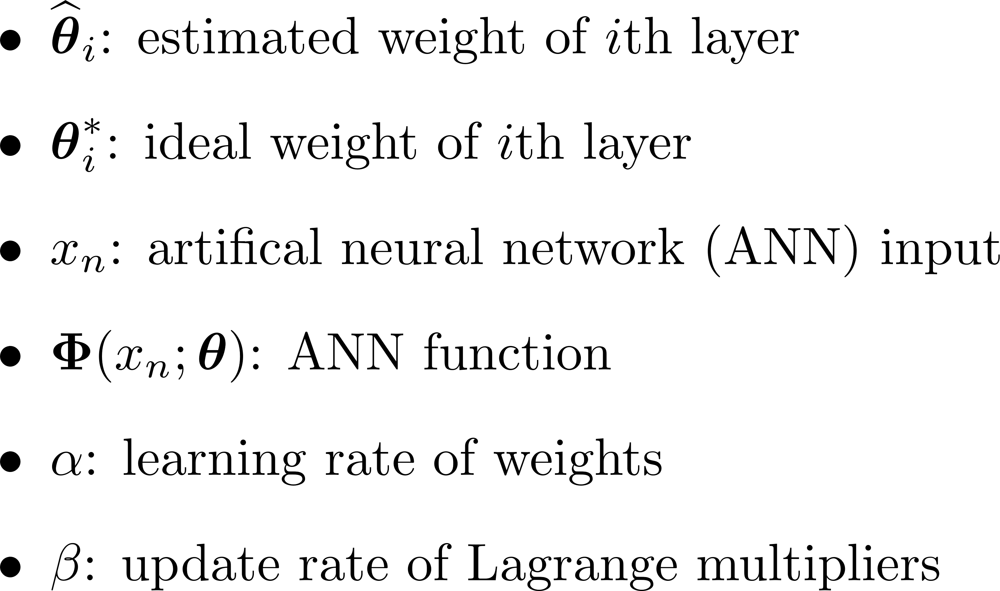 • $\widehat{\boldsymbol{\theta}}_i$: estimated weight of $i$th layer
• $\boldsymbol{\theta}_i^*$: ideal weight of $i$th layer
• $x_n$: artifical neural network (ANN) input
• $\boldsymbol{\Phi}(x_n; \boldsymbol{\theta})$: ANN function
• $\alpha$: learning rate of weights
• $\beta$: update rate of Lagrange multipliers